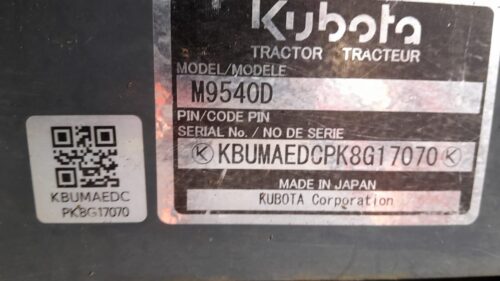 Kubota
TRACTOR TRACTEUR
MODEL/MODELE
M9540D
PIN/CODE PIN
SERIAL No. / NO DE SERIE
K KBUMAEDCPK8G17070 K
MADE IN JAPAN
KUBOTA Corporation
KBUMAEDC
PK8G17070